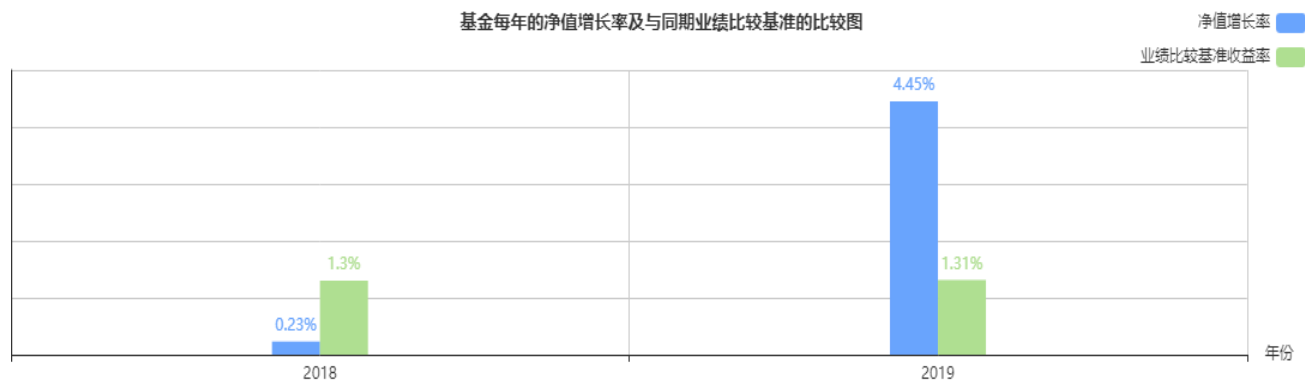 基金每年的净值增长率及与同期业绩比较基准的比较图
净值增长率
业绩比较基准收益率
4.45%
1.3%
1.31%
0.23%
年份
2018
2019